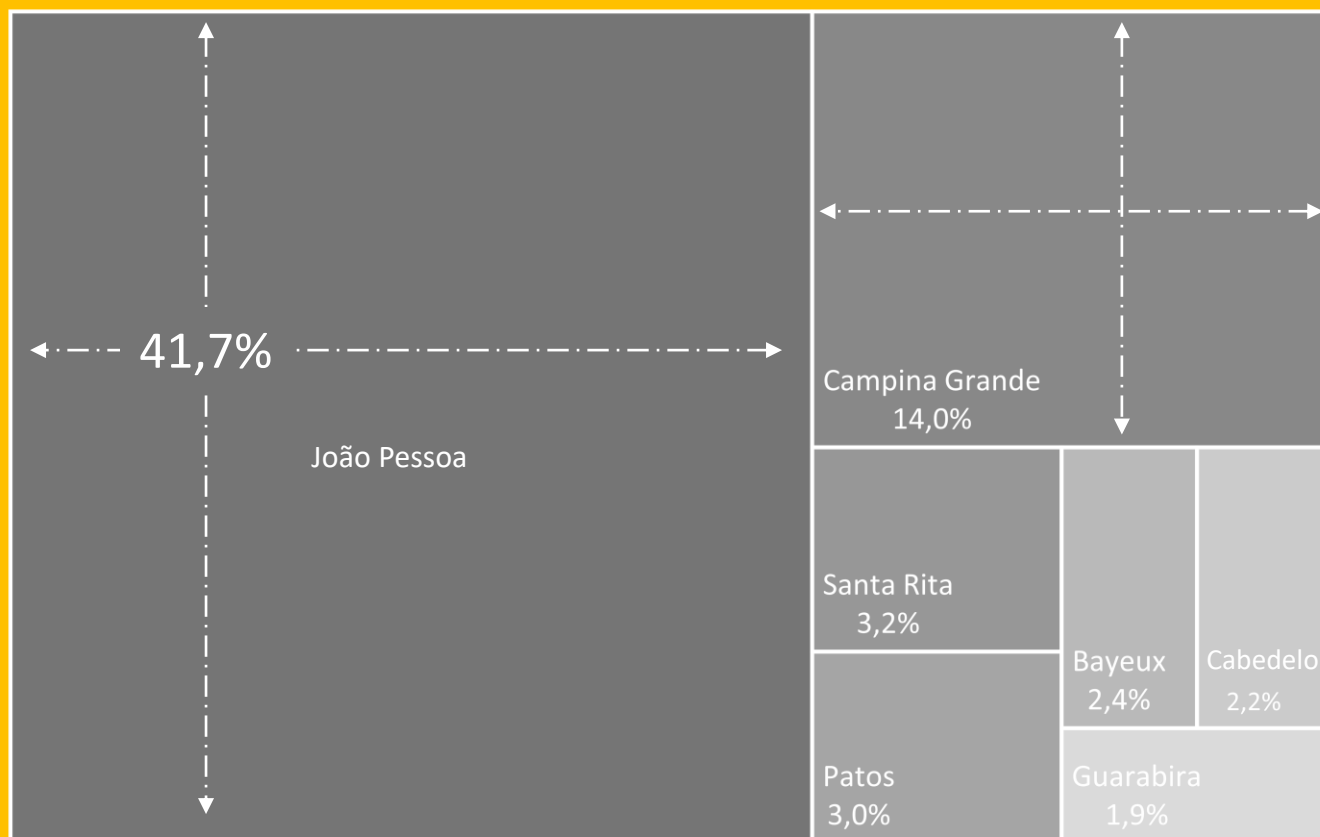 41,7%
João Pessoa
Campina Grande
14,0%
Santa Rita
3,2%
Patos
3,0%
Bayeux
2,4%
Cabedelo
2,2%
Guarabira
1,9%